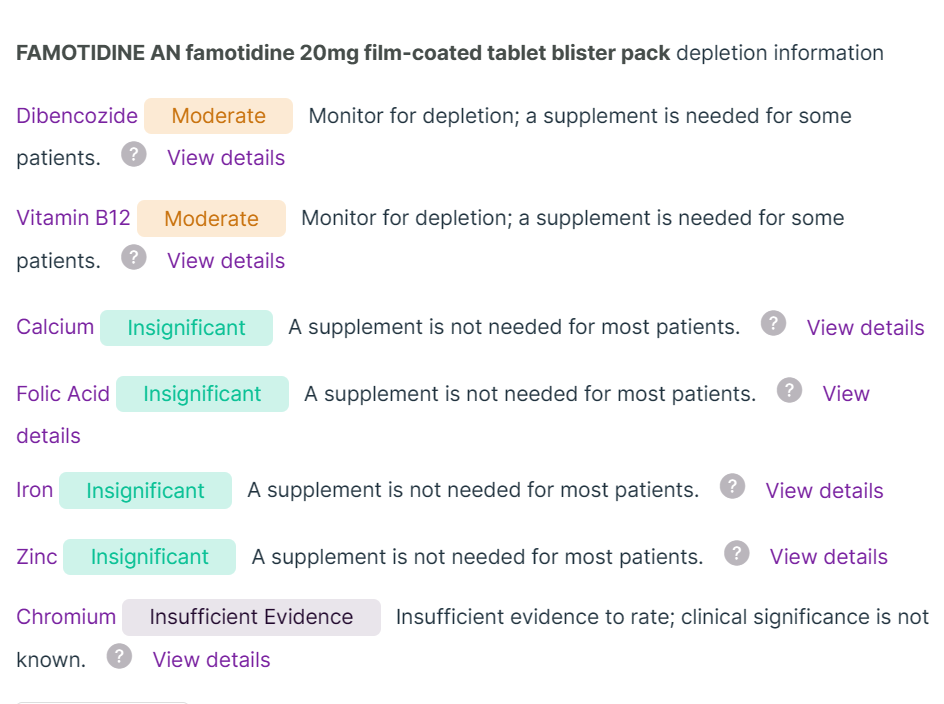 FAMOTIDINE AN famotidine 20mg film-coated tablet blister pack depletion information
Dibencozide Moderate Monitor for depletion; a supplement is needed for some
patients. ? View details
Vitamin B12 Moderate Monitor for depletion; a supplement is needed for some
patients. ? View details
Calcium Insignificant A supplement is not needed for most patients. ? View details
Folic Acid Insignificant A supplement is not needed for most patients. ? View
details
Iron Insignificant A supplement is not needed for most patients. ? View details
Zinc Insignificant A supplement is not needed for most patients. ? View details
Chromium Insufficient Evidence Insufficient evidence to rate; clinical significance is not
known. ? View details